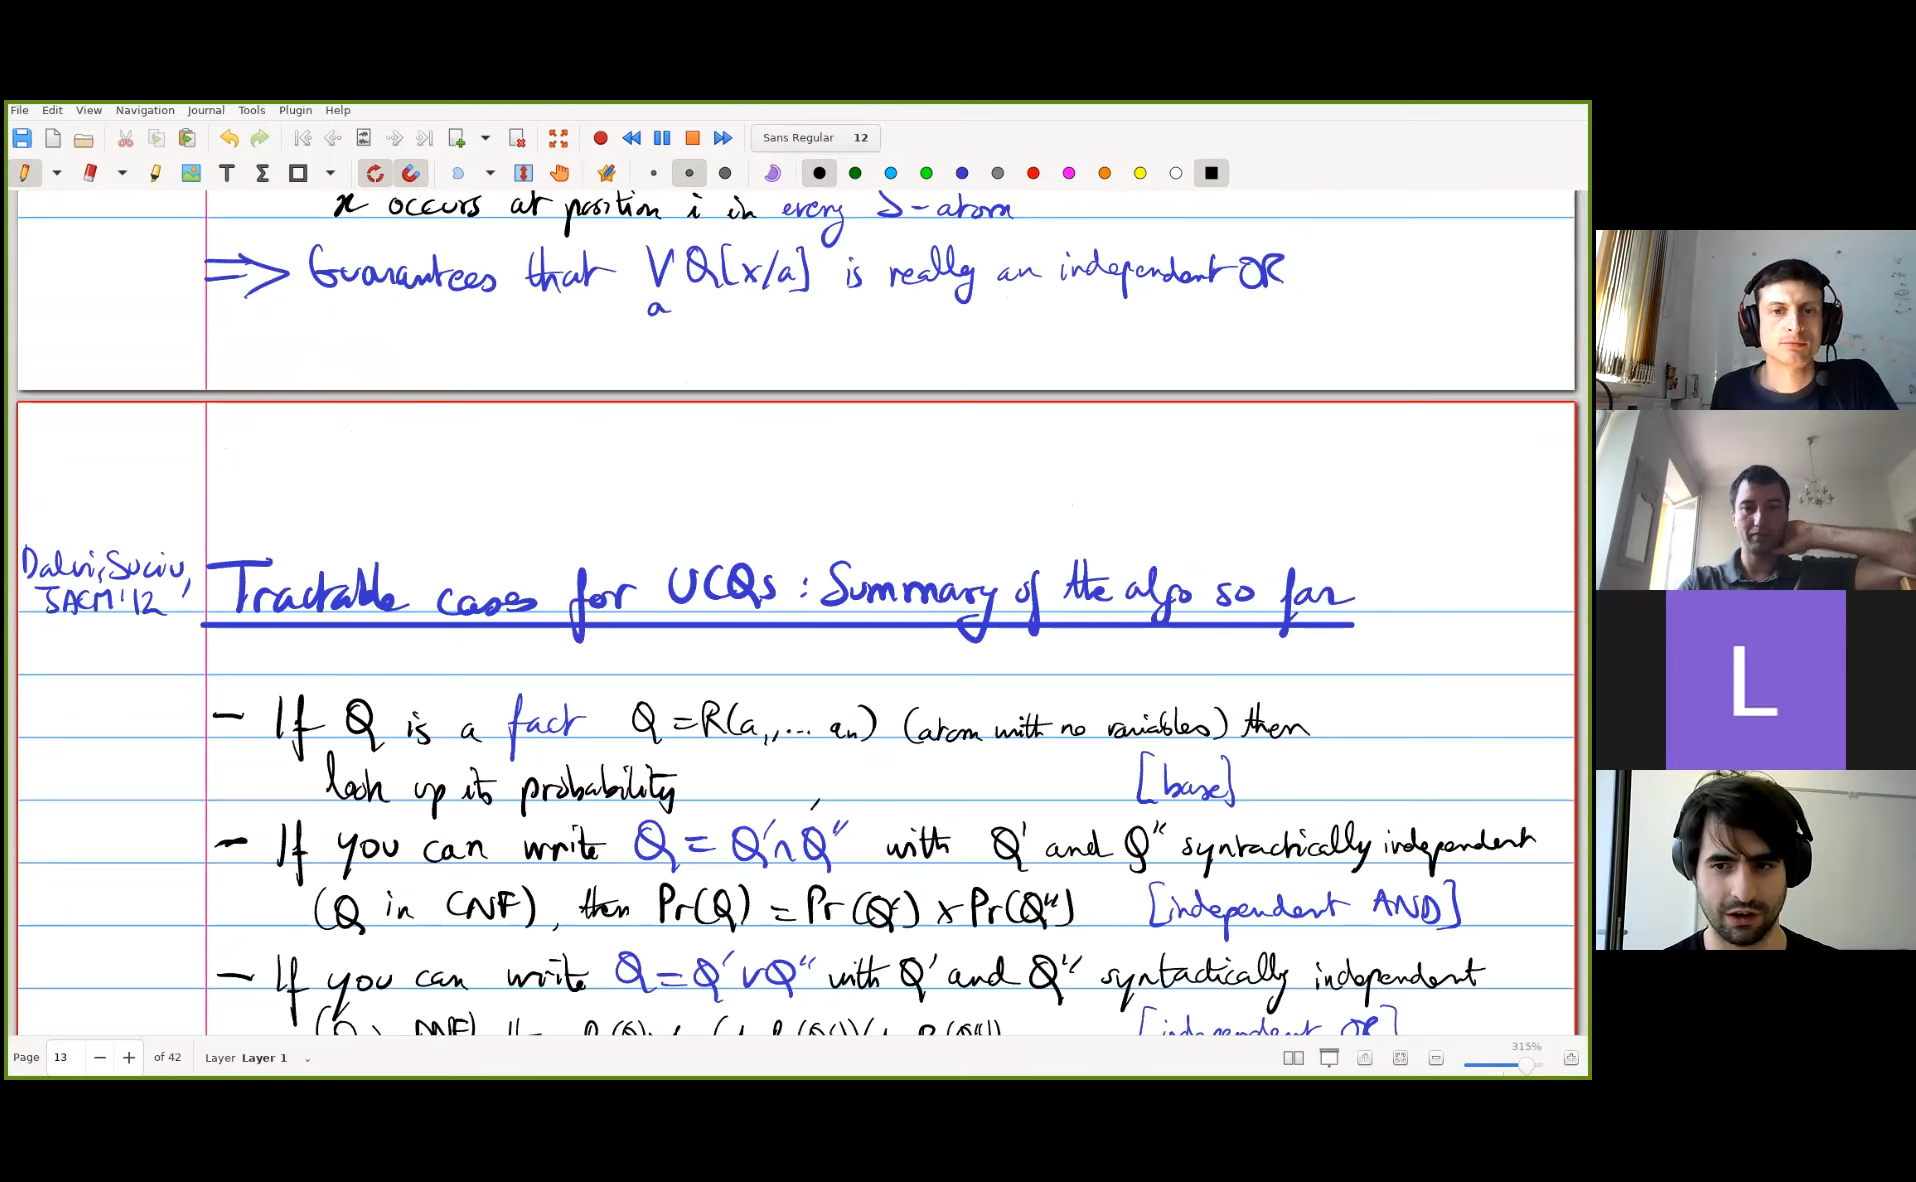 File Edit View Navigation Journal Tools Plugin Help
Sans Regular 12
x occurs at position i in every S-atom
⇒ Guarantees that ⋁ Q[x/a] is really an independent OR
a
Dalvi, Suciu,
JACM'12
Tractable cases for UCQs : Summary of the algo so far
- If Q is a fact Q = R(a₁, ... aₙ) (atom with no variables) then
look up its probability [base]
- If you can write Q = Q' ∧ Q'' with Q' and Q'' syntactically independent
(Q in CNF), then Pr(Q) = Pr(Q') × Pr(Q'') [independent AND]
- If you can write Q = Q' ∨ Q'' with Q' and Q'' syntactically independent
[independent OR]
L
Page 13 of 42 Layer Layer 1 315%